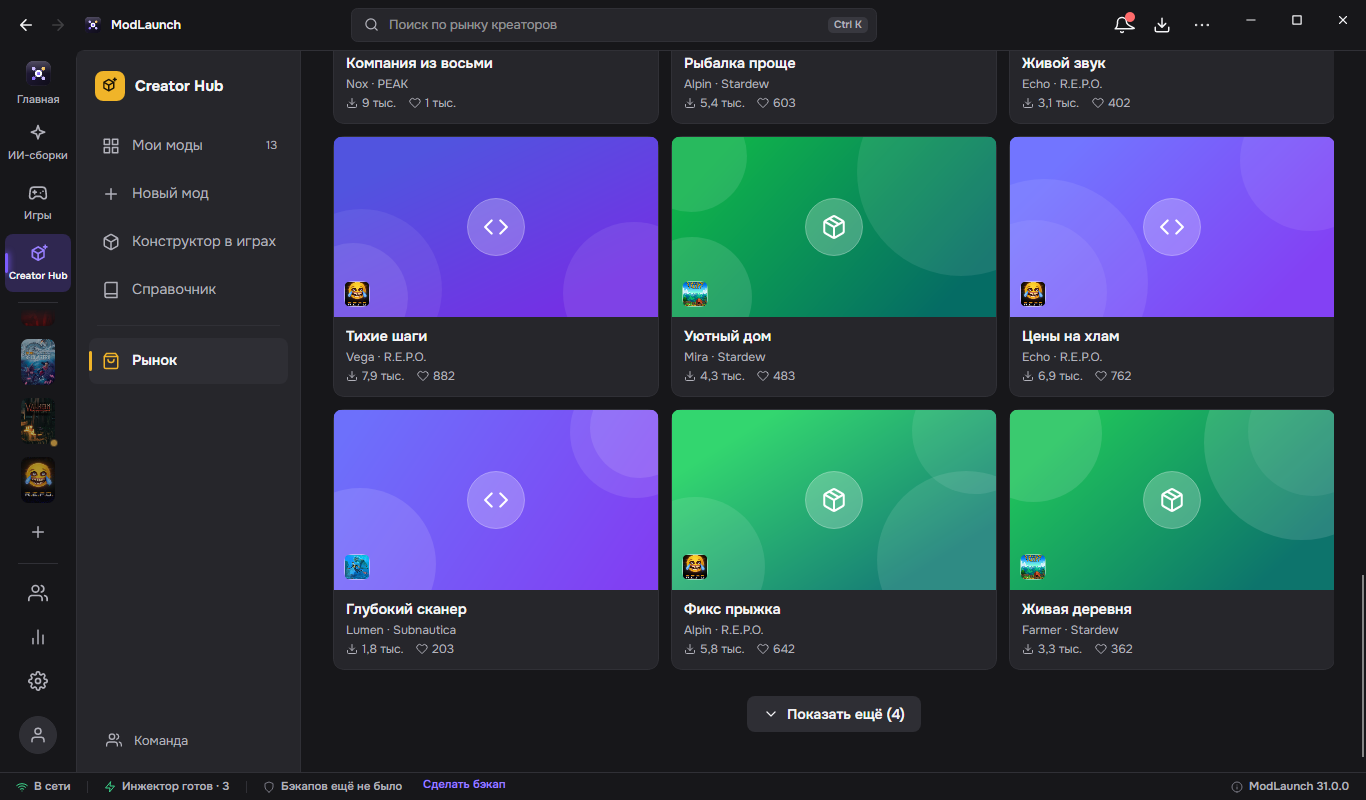 ModLaunch
Поиск по рынку креаторов
Ctrl K
Главная
ИИ-сборки
Игры
Creator Hub
Creator Hub
Мои моды 13
Новый мод
Конструктор в играх
Справочник
Рынок
Команда
Компания из восьми
Nox · PEAK
9 тыс. 1 тыс.
Рыбалка проще
Alpin · Stardew
5,4 тыс. 603
Живой звук
Echo · R.E.P.O.
3,1 тыс. 402
Тихие шаги
Vega · R.E.P.O.
7,9 тыс. 882
Уютный дом
Mira · Stardew
4,3 тыс. 483
Цены на хлам
Echo · R.E.P.O.
6,9 тыс. 762
Глубокий сканер
Lumen · Subnautica
1,8 тыс. 203
Фикс прыжка
Alpin · R.E.P.O.
5,8 тыс. 642
Живая деревня
Farmer · Stardew
3,3 тыс. 362
Показать ещё (4)
В сети
Инжектор готов · 3
Бэкапов ещё не было
Сделать бэкап
ModLaunch 31.0.0